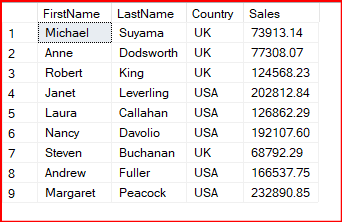 FirstName LastName Country Sales
1 Michael Suyama UK 73913.14
2 Anne Dodsworth UK 77308.07
3 Robert King UK 124568.23
4 Janet Leverling USA 202812.84
5 Laura Callahan USA 126862.29
6 Nancy Davolio USA 192107.60
7 Steven Buchanan UK 68792.29
8 Andrew Fuller USA 166537.75
9 Margaret Peacock USA 232890.85